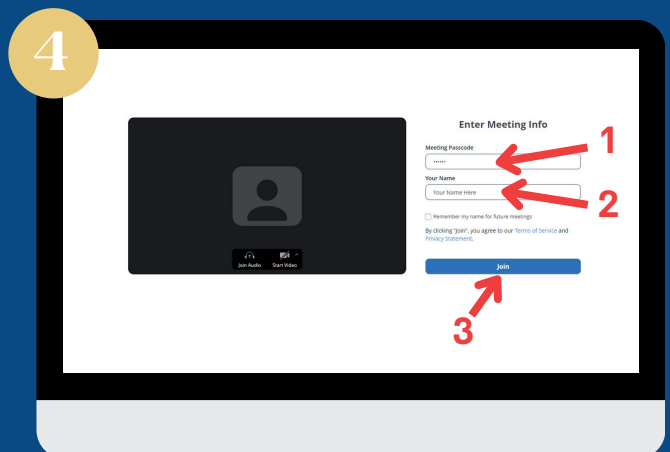 4
Enter Meeting Info
Meeting Passcode
••••••
Your Name
Your Name Here
Remember my name for future meetings
By clicking "Join", you agree to our Terms of Service and
Privacy Statement.
Join
Join Audio
Start Video
1
2
3